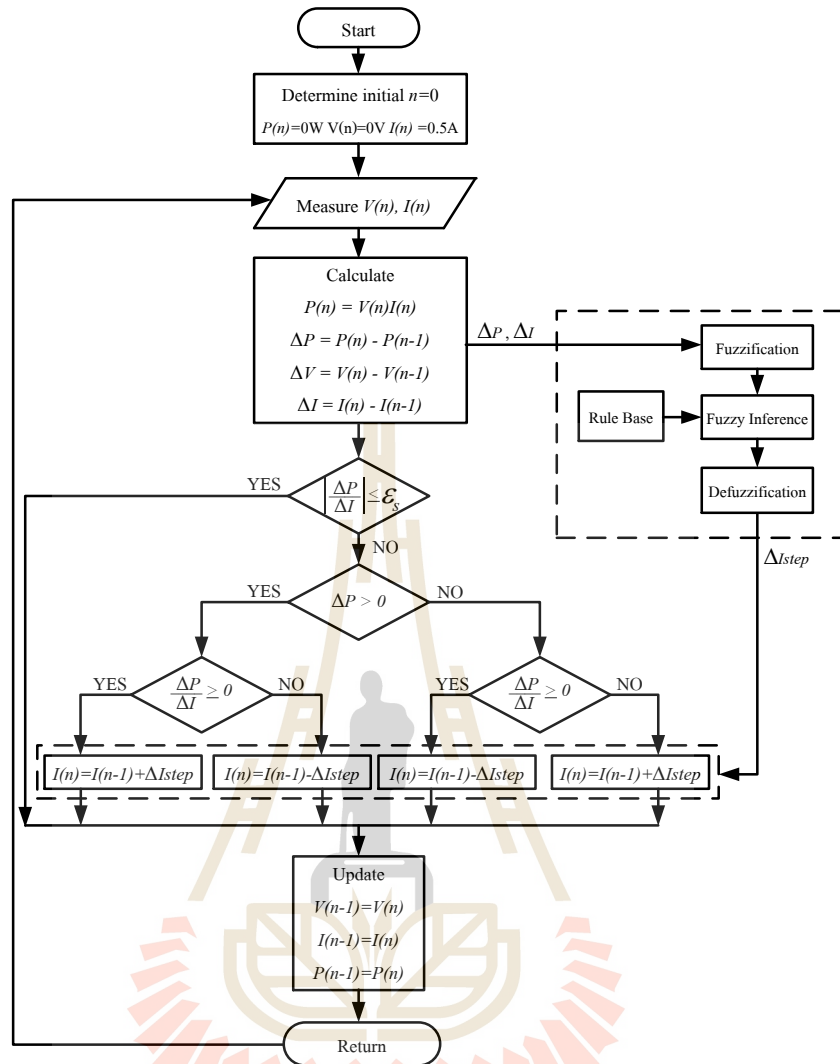 Start
Determine initial n=0
P(n)=0W V(n)=0V I(n) =0.5A
Measure V(n), I(n)
Calculate
P(n) = V(n)I(n)
ΔP = P(n) - P(n-1)
ΔV = V(n) - V(n-1)
ΔI = I(n) - I(n-1)
ΔP , ΔI
Fuzzification
Rule Base
Fuzzy Inference
Defuzzification
ΔIstep
YES
|ΔP/ΔI| ≤ ε_s
NO
YES
ΔP > 0
NO
YES
ΔP/ΔI ≥ 0
NO
YES
ΔP/ΔI ≥ 0
NO
I(n)=I(n-1)+ΔIstep
I(n)=I(n-1)-ΔIstep
I(n)=I(n-1)-ΔIstep
I(n)=I(n-1)+ΔIstep
Update
V(n-1)=V(n)
I(n-1)=I(n)
P(n-1)=P(n)
Return